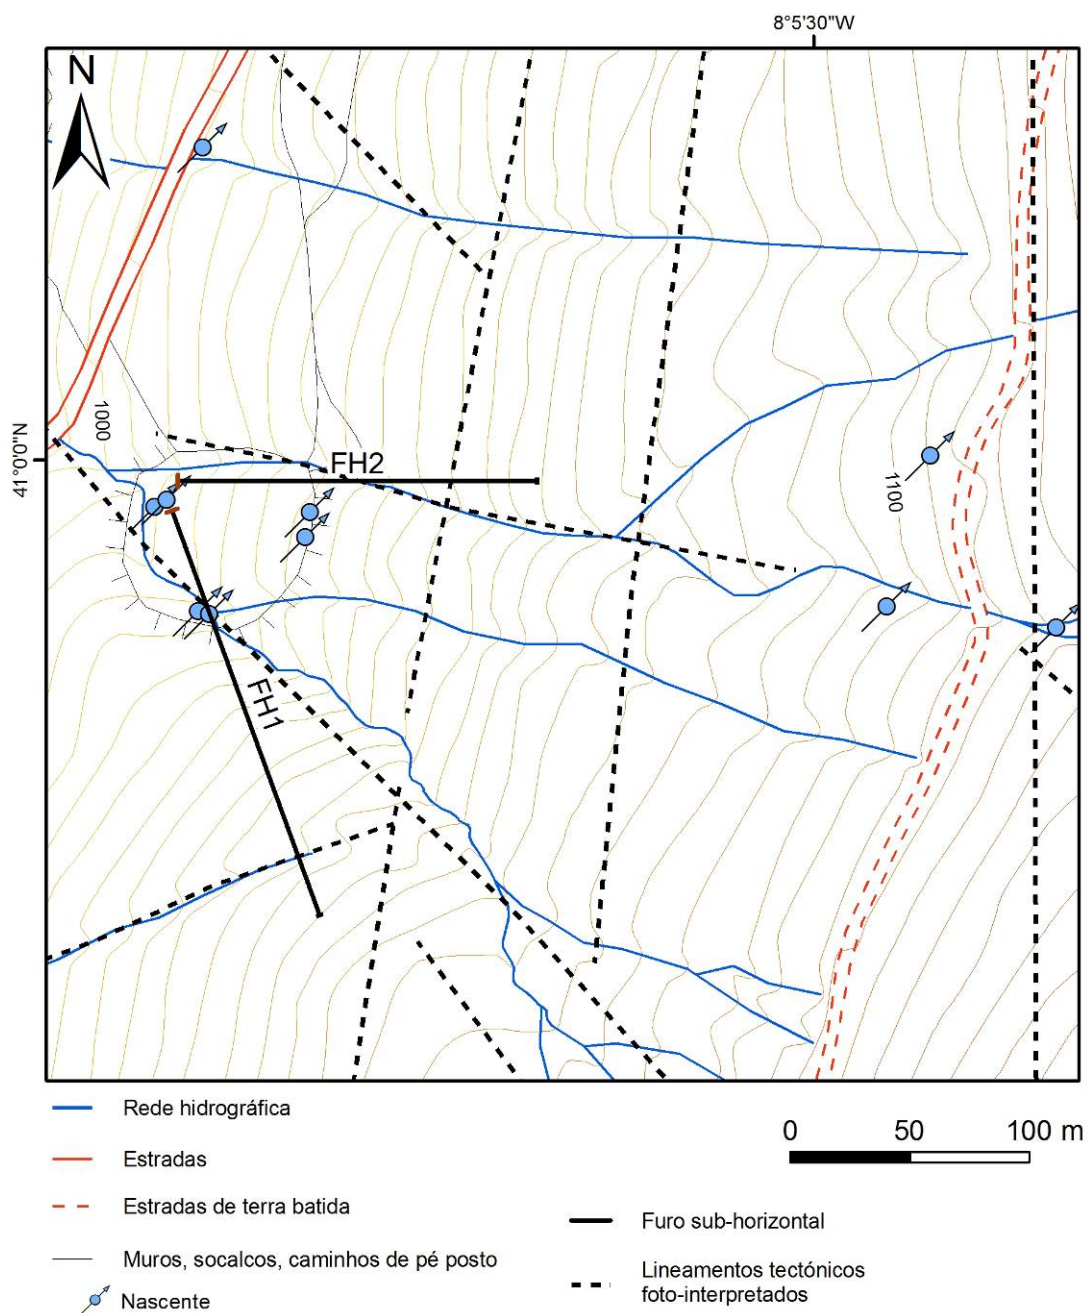 8°5'30"W
N
1000
41°0'0"N
FH2
1100
FH1
Rede hidrográfica
0 50 100 m
Estradas
Estradas de terra batida
Furo sub-horizontal
Muros, socalcos, caminhos de pé posto
Lineamentos tectónicos
foto-interpretados
Nascente